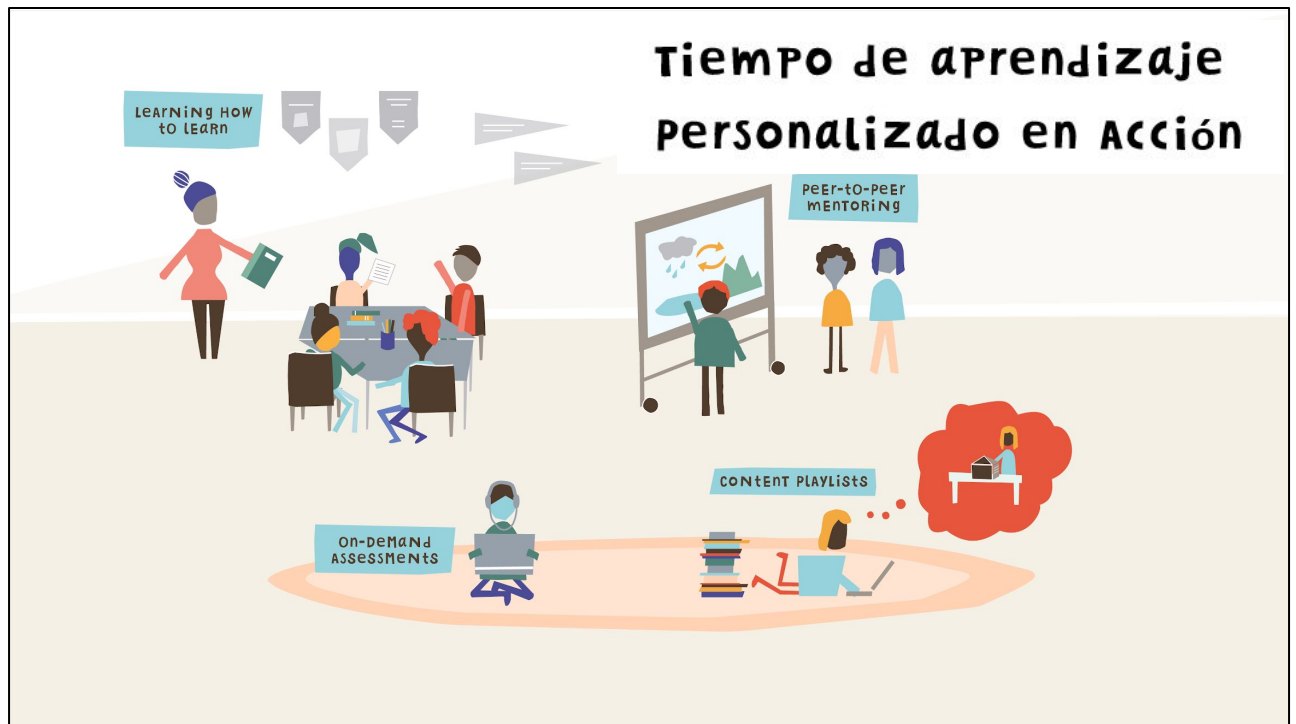 Tiempo de aprendizaje
Personalizado en Acción
LEARNING HOW
TO LEARN
PEER-TO-PEER
MENTORING
CONTENT PLAYLISTS
ON-DEMAND
ASSESSMENTS